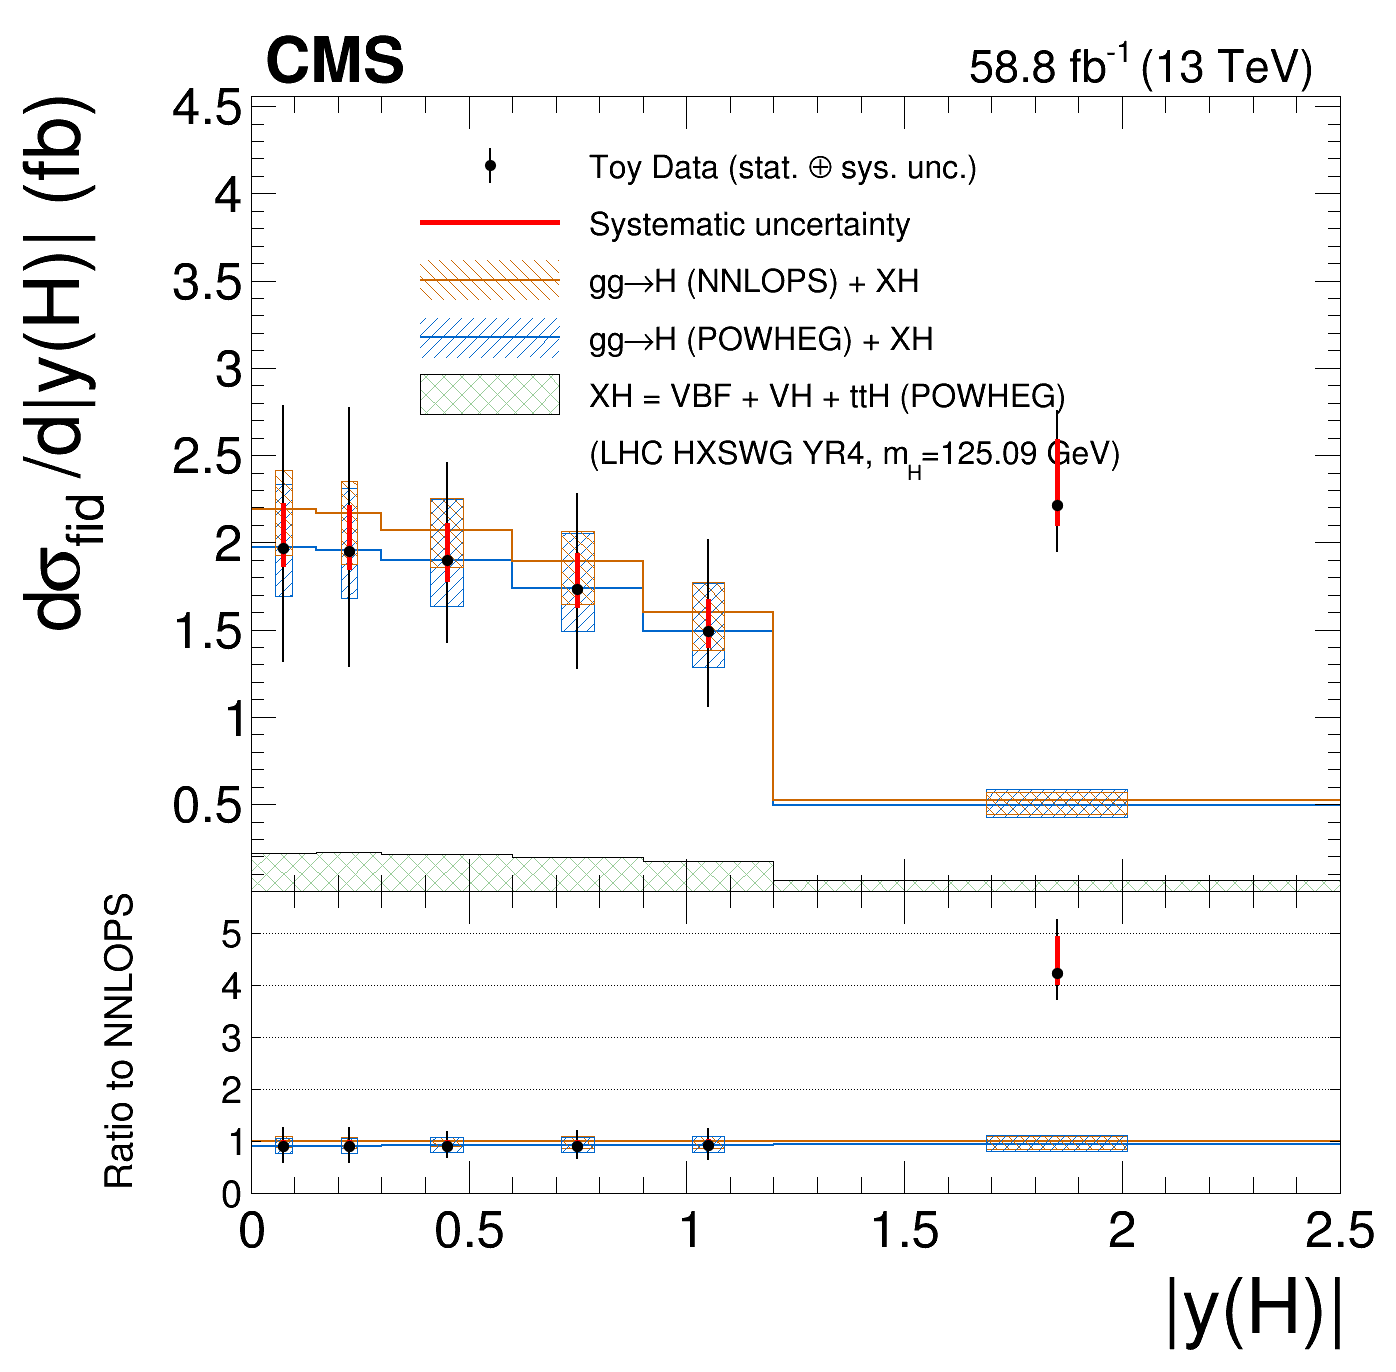 CMS
58.8 fb⁻¹ (13 TeV)
dσ_fid /d|y(H)| (fb)
4.5
4
3.5
3
2.5
2
1.5
1
0.5
Toy Data (stat. ⊕ sys. unc.)
Systematic uncertainty
gg→H (NNLOPS) + XH
gg→H (POWHEG) + XH
XH = VBF + VH + ttH (POWHEG)
(LHC HXSWG YR4, m_H=125.09 GeV)
Ratio to NNLOPS
5
4
3
2
1
0
0 0.5 1 1.5 2 2.5
|y(H)|